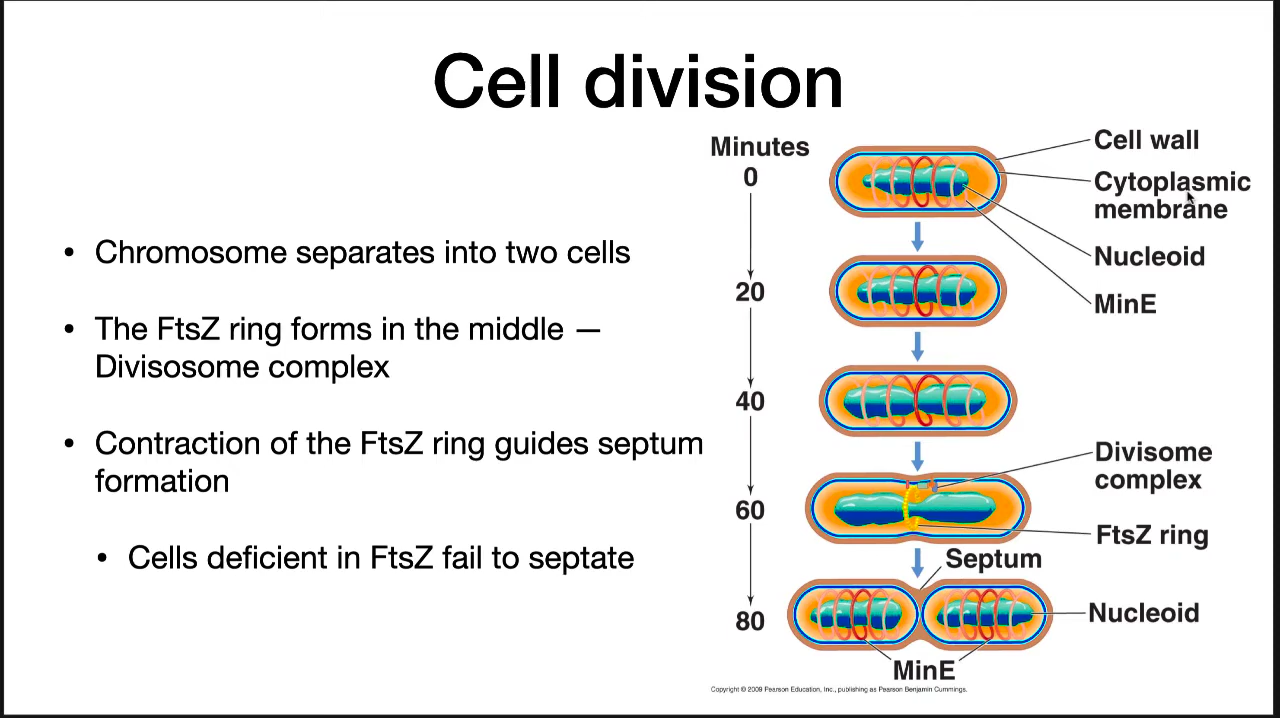 Cell division
• Chromosome separates into two cells
• The FtsZ ring forms in the middle —
Divisosome complex
• Contraction of the FtsZ ring guides septum
formation
• Cells deficient in FtsZ fail to septate
Minutes
0
20
40
60
80
Cell wall
Cytoplasmic
membrane
Nucleoid
MinE
Divisome
complex
FtsZ ring
Septum
Nucleoid
MinE
Copyright © 2009 Pearson Education, Inc., publishing as Pearson Benjamin Cummings.